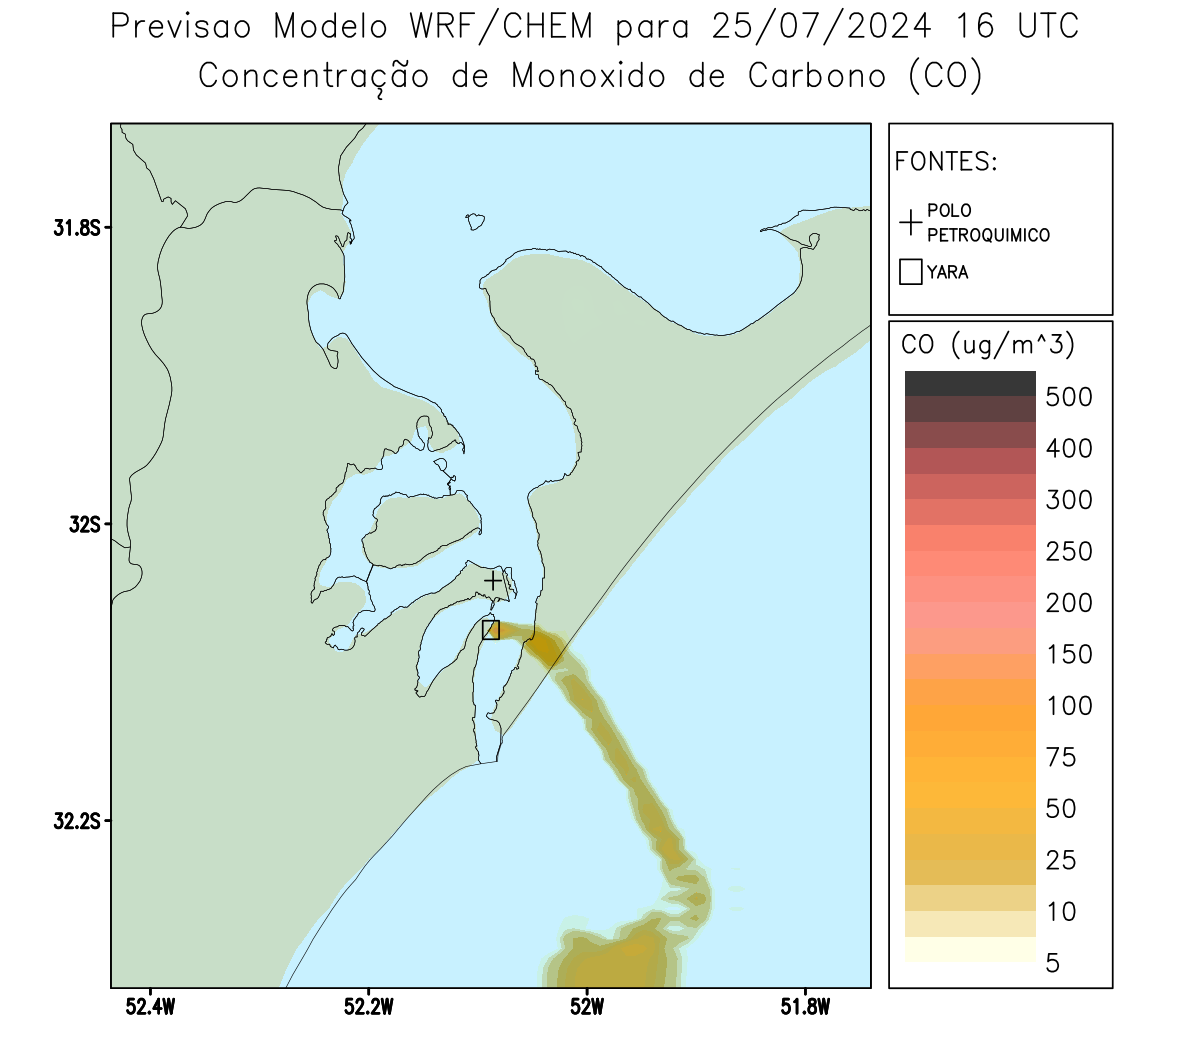 Previsao Modelo WRF/CHEM para 25/07/2024 16 UTC
Concentração de Monoxido de Carbono (CO)
FONTES:
POLO
PETROQUIMICO
YARA
CO (ug/m^3)
500
400
300
250
200
150
100
75
50
25
10
5
31.8S
32S
32.2S
52.4W
52.2W
52W
51.8W